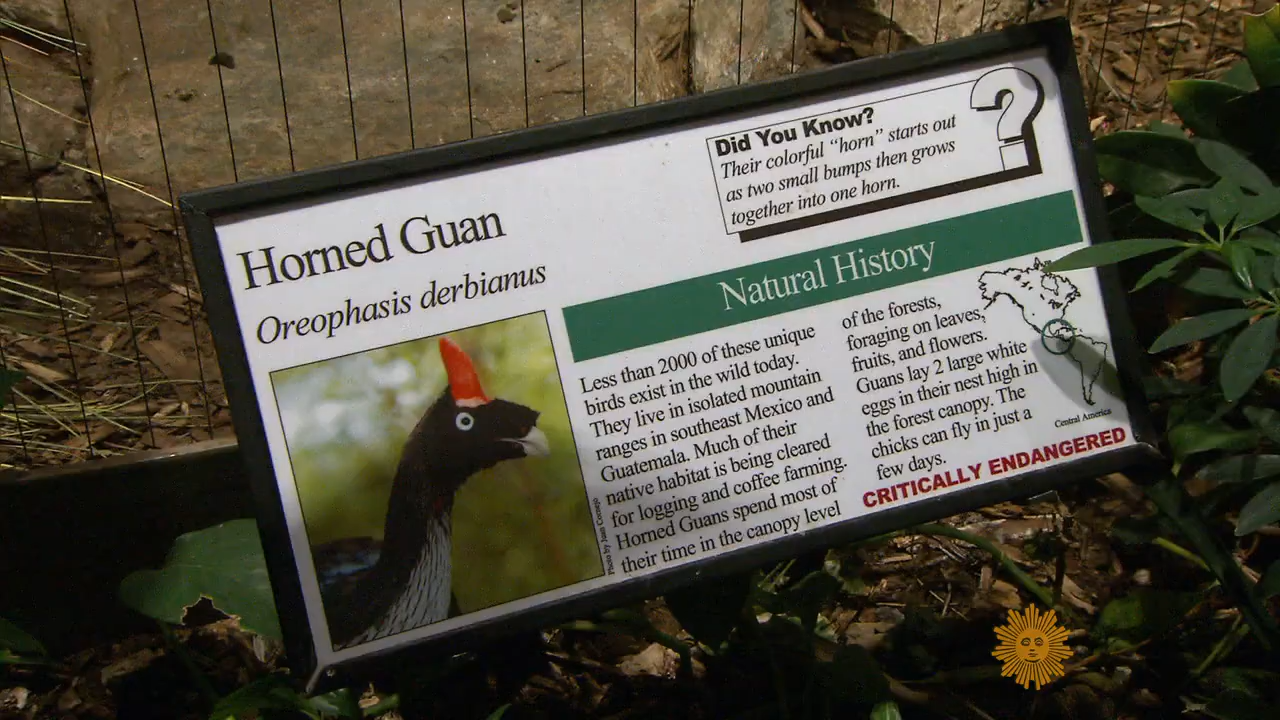 Horned Guan
Oreophasis derbianus
Photo by Juan Cornejo
Did You Know?
Their colorful "horn" starts out
as two small bumps then grows
together into one horn.
?
Natural History
Less than 2000 of these unique
birds exist in the wild today.
They live in isolated mountain
ranges in southeast Mexico and
Guatemala. Much of their
native habitat is being cleared
for logging and coffee farming.
Horned Guans spend most of
their time in the canopy level
of the forests,
foraging on leaves,
fruits, and flowers.
Guans lay 2 large white
eggs in their nest high in
the forest canopy. The
chicks can fly in just a
few days.
Central America
CRITICALLY ENDANGERED